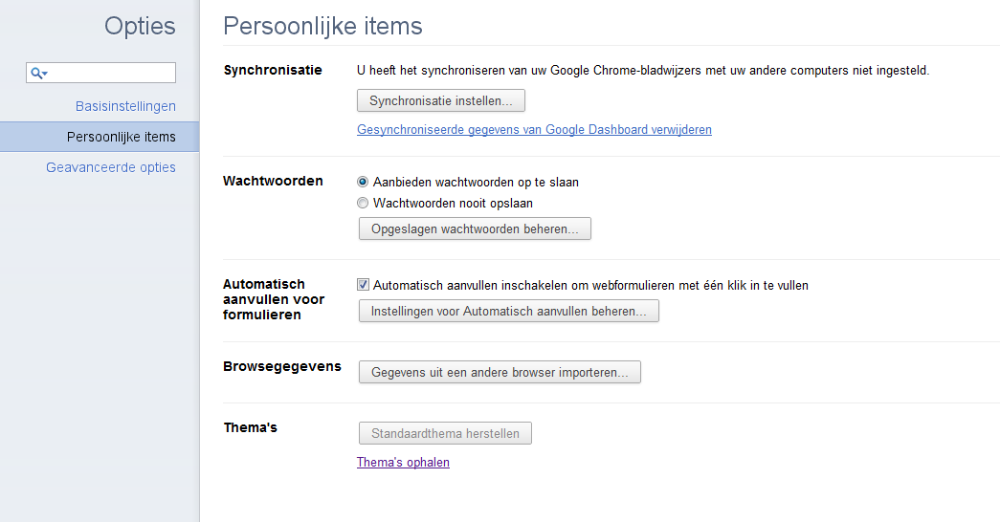 Opties
Basisinstellingen
Persoonlijke items
Geavanceerde opties
Persoonlijke items
Synchronisatie
U heeft het synchroniseren van uw Google Chrome-bladwijzers met uw andere computers niet ingesteld.
Synchronisatie instellen...
Gesynchroniseerde gegevens van Google Dashboard verwijderen
Wachtwoorden
Aanbieden wachtwoorden op te slaan
Wachtwoorden nooit opslaan
Opgeslagen wachtwoorden beheren...
Automatisch
aanvullen voor
formulieren
Automatisch aanvullen inschakelen om webformulieren met één klik in te vullen
Instellingen voor Automatisch aanvullen beheren...
Browsegegevens
Gegevens uit een andere browser importeren...
Thema's
Standaardthema herstellen
Thema's ophalen